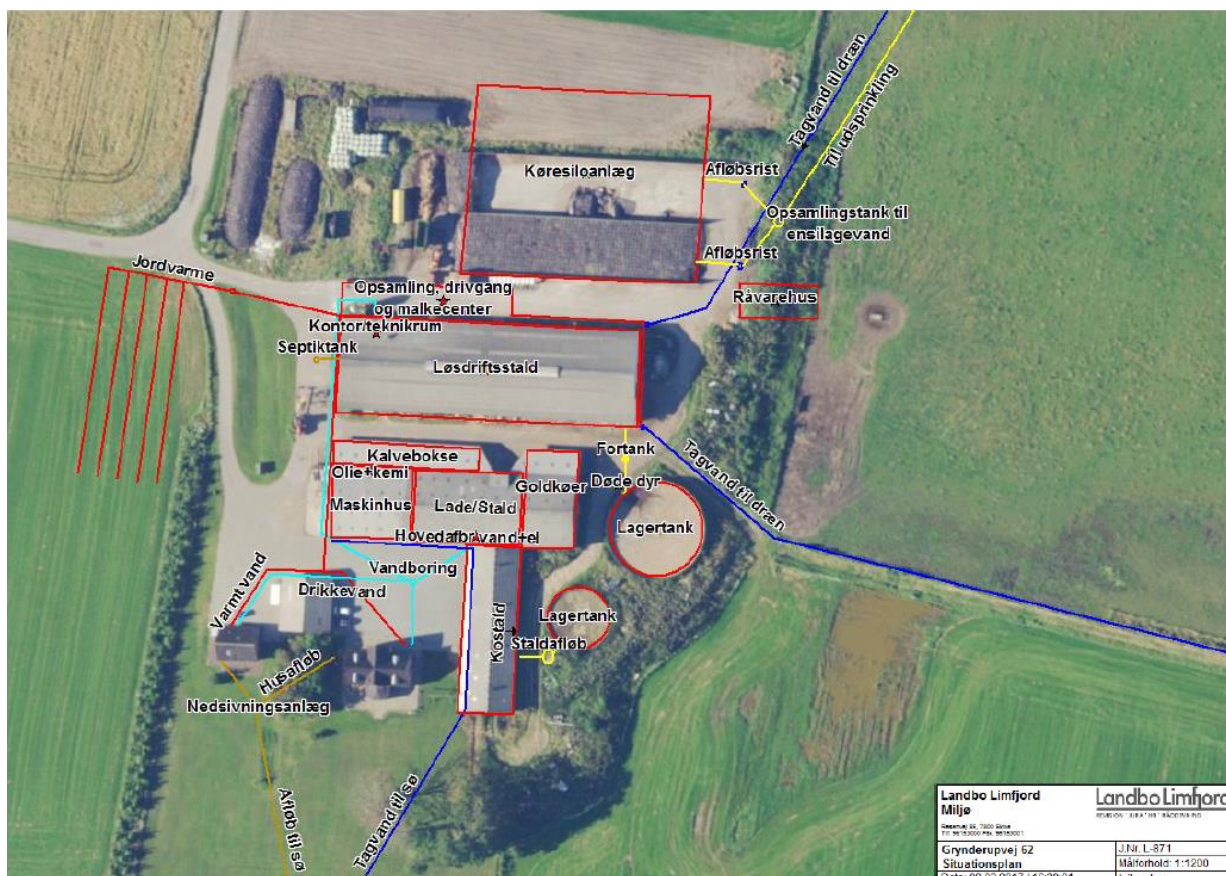 Tagvand til dræn
Til udsprinkling
Køresiloanlæg
Afløbsrist
Opsamlingstank til
ensilagevand
Afløbsrist
Jordvarme
Opsamling, drivgang
og malkecenter
Råvarehus
Kontor/teknikrum
Septiktank
Løsdriftsstald
Fortank
Tagvand til dræn
Kalvebokse
Olie+kemi
Goldkøer
Døde dyr
Maskinhus
Lade/Stald
Lagertank
Hovedafbr
vand+el
Vandboring
Varmt vand
Drikkevand
Lagertank
Kostald
Staldafløb
Husafløb
Nedsivningsanlæg
Afløb til sø
Tagvand til sø
Landbo Limfjord
Miljø
LandboLimfjord
Grynderupvej 62
Situationsplan
J.Nr. L-871
Målforhold: 1:1200